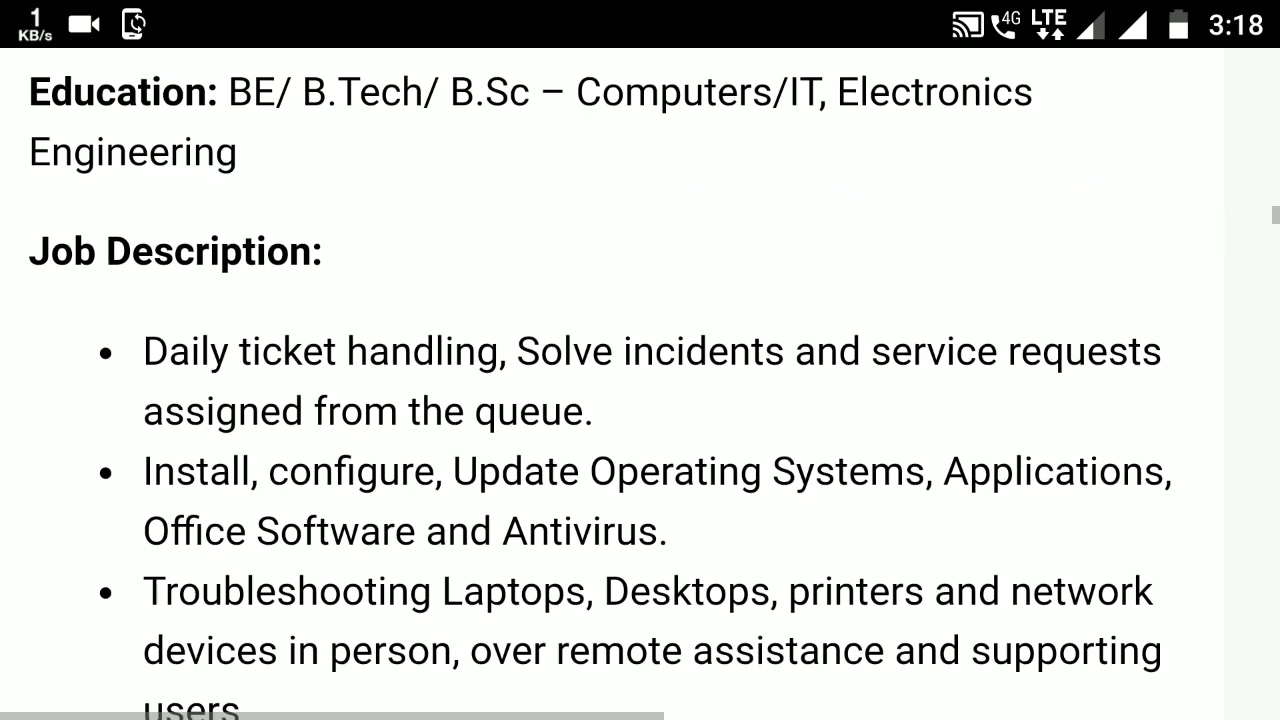 1
KB/s
4G
LTE
3:18
Education: BE/ B.Tech/ B.Sc – Computers/IT, Electronics
Engineering
Job Description:
• Daily ticket handling, Solve incidents and service requests
assigned from the queue.
• Install, configure, Update Operating Systems, Applications,
Office Software and Antivirus.
• Troubleshooting Laptops, Desktops, printers and network
devices in person, over remote assistance and supporting
users